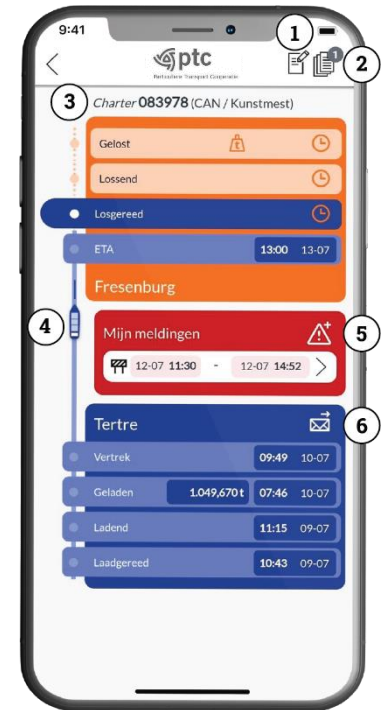 9:41
1
ptc
Particuliere Transport Coöperatie
1
2
3
Charter 083978 (CAN / Kunstmest)
Gelost t
Lossend
Losgereed
ETA 13:00 13-07
Fresenburg
4
Mijn meldingen
5
12-07 11:30 - 12-07 14:52
Tertre
6
Vertrek 09:49 10-07
Geladen 1.049,670 t 07:46 10-07
Ladend 11:15 09-07
Laadgereed 10:43 09-07